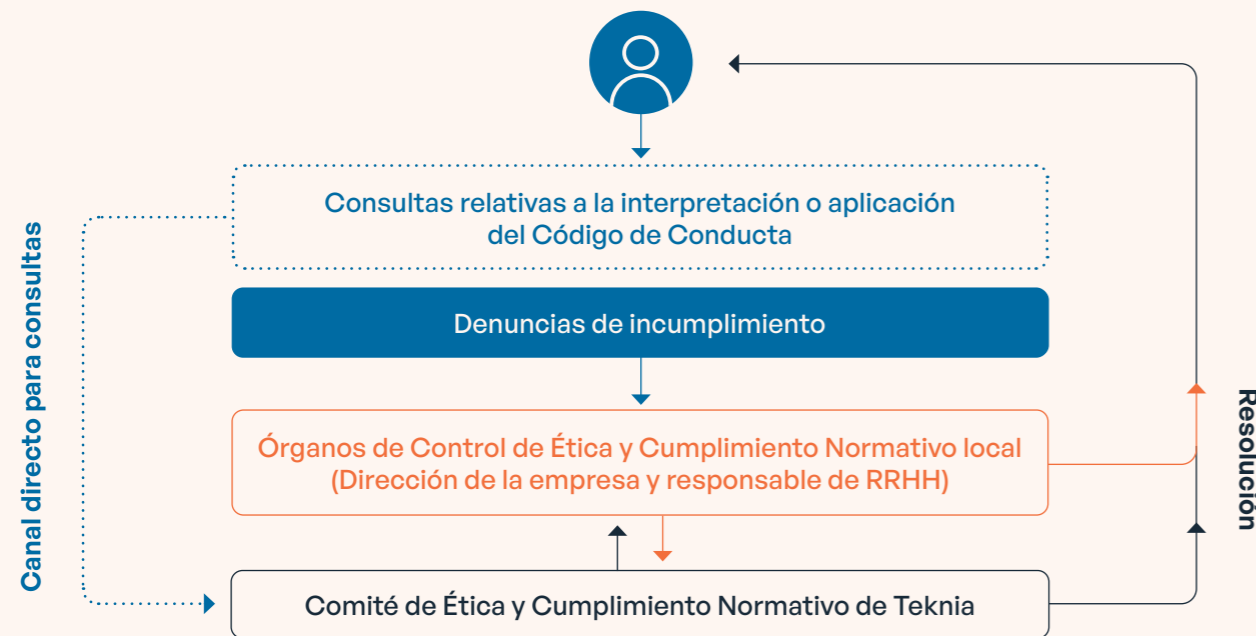 Consultas relativas a la interpretación o aplicación
del Código de Conducta
Canal directo para consultas
Denuncias de incumplimiento
Órganos de Control de Ética y Cumplimiento Normativo local
(Dirección de la empresa y responsable de RRHH)
Resolución
Comité de Ética y Cumplimiento Normativo de Teknia